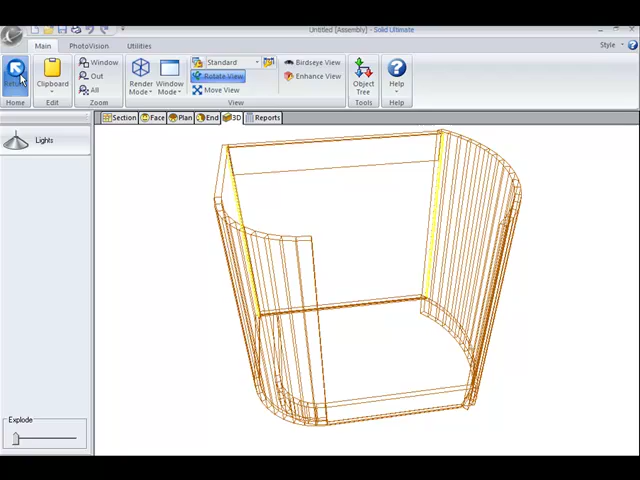 Untitled [Assembly] - Solid Ultimate
Main PhotoVision Utilities Style
Clipboard
Window
Out
All
Render Mode
Window Mode
Standard
Rotate View
Move View
Birdseye View
Enhance View
Object Tree
Help
Home Edit Zoom View Tools Help
Section Face Plan End 3D Reports
Lights
Explode